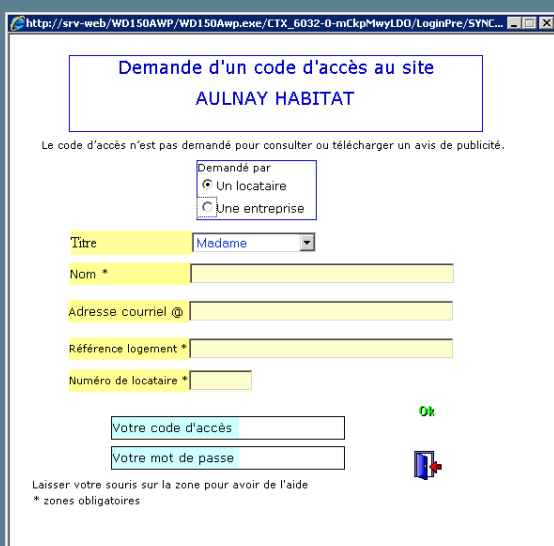 http://srv-web/WD150AWP/WD150Awp.exe/CTX_6032-0-mCkpMwyLDO/LoginPre/SYNC...
Demande d'un code d'accès au site
AULNAY HABITAT
Le code d'accès n'est pas demandé pour consulter ou télécharger un avis de publicité.
Demandé par
Un locataire
Une entreprise
Titre Madame
Nom *
Adresse courriel @
Référence logement *
Numéro de locataire *
Ok
Votre code d'accès
Votre mot de passe
Laisser votre souris sur la zone pour avoir de l'aide
* zones obligatoires